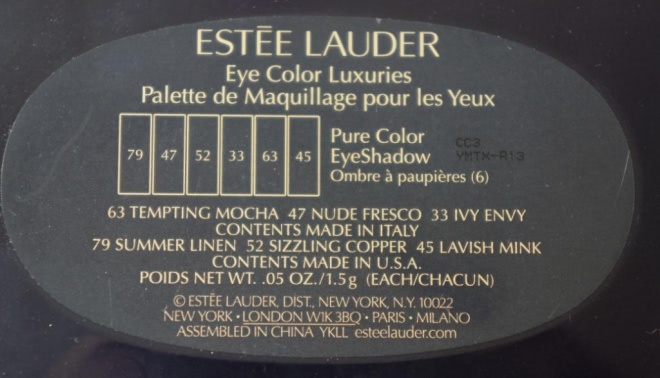 ESTĒE LAUDER
Eye Color Luxuries
Palette de Maquillage pour les Yeux
79 47 52 33 63 45
Pure Color
EyeShadow
Ombre à paupières (6)
CC3
YMTX-A13
63 TEMPTING MOCHA 47 NUDE FRESCO 33 IVY ENVY
CONTENTS MADE IN ITALY
79 SUMMER LINEN 52 SIZZLING COPPER 45 LAVISH MINK
CONTENTS MADE IN U.S.A.
POIDS NET WT. .05 OZ./1.5g (EACH/CHACUN)
© ESTĒE LAUDER, DIST., NEW YORK, N.Y. 10022
NEW YORK • LONDON W1K 3BQ • PARIS • MILANO
ASSEMBLED IN CHINA YKLL esteelauder.com